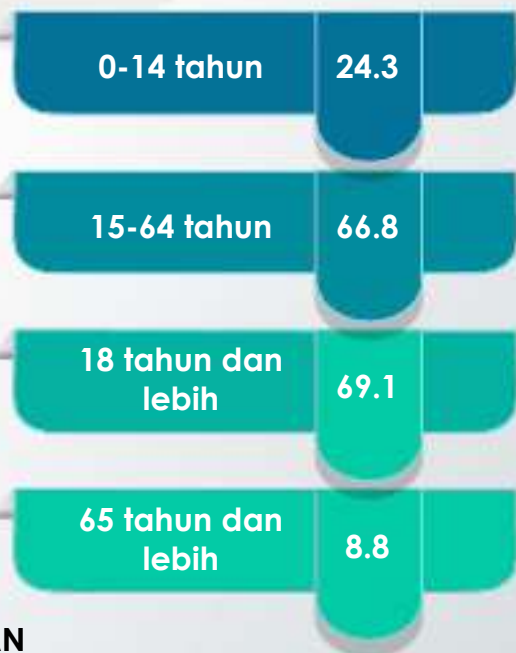 0-14 tahun 24.3
15-64 tahun 66.8
18 tahun dan
lebih 69.1
65 tahun dan
lebih 8.8